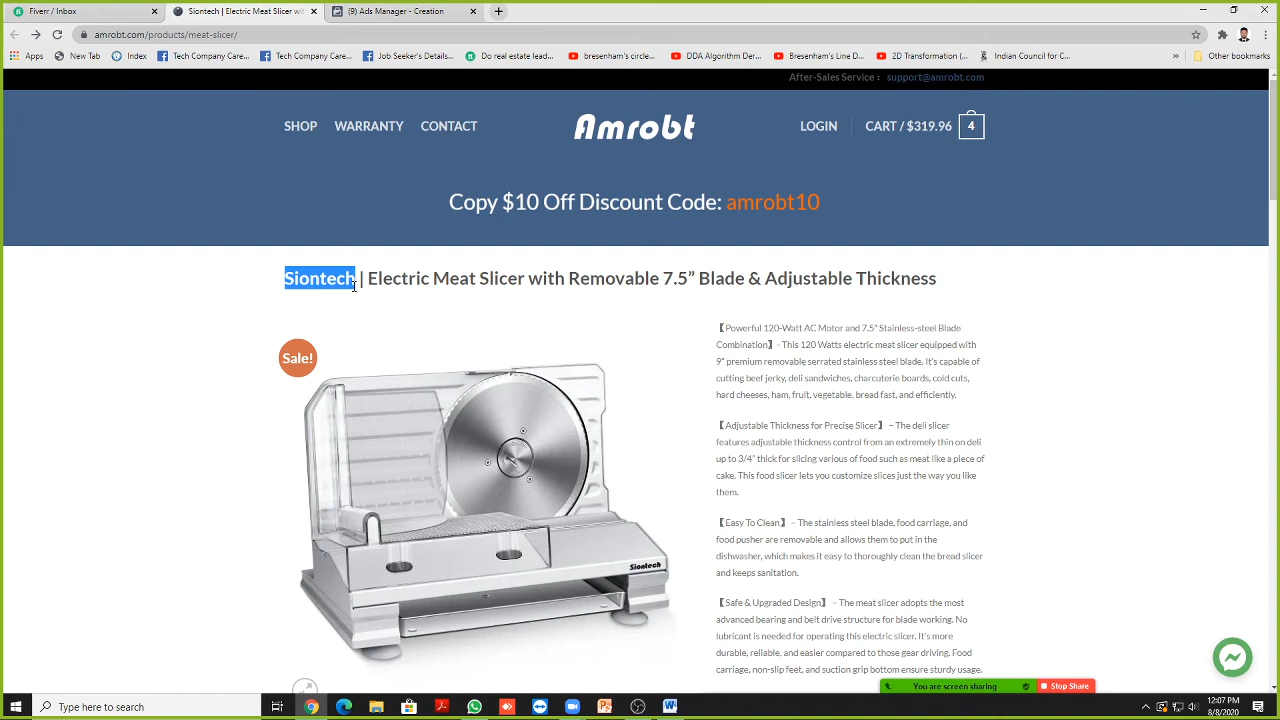 Fiverr / Inbox
Siontech | Electric Meat Slicer wit
(9) Ads Manager - Creation
amrobt.com/products/meat-slicer/
Apps
New Tab
Index
Facebook Care Tech C...
Facebook Care Tech C...
Job Seeker's Details...
Do real estate lead...
bresenham's circle...
DDA Algorithm Der...
Bresenham's Line D...
2D Transformation (...
Indian Council for C...
»
Other bookmarks
After-Sales Service： support@amrobt.com
SHOP
WARRANTY
CONTACT
Amrobt
LOGIN
CART / $319.96
4
Copy $10 Off Discount Code: amrobt10
Siontech | Electric Meat Slicer with Removable 7.5” Blade & Adjustable Thickness
Sale!
Siontech
【Powerful 120-Watt AC Motor and 7.5" Stainless-steel Blade
Combination】- This 120 Watts electric meat slicer equipped with
9" premium removable serrated stainless steel blade. It's capable of
cutting beef jerky, deli sandwiches, charcuterie boards, cold cuts,
hard cheeses, ham, fruit, vegetable, bread fast, and efficiently.
【Adjustable Thickness for Precise Slicer】 – The deli slicer
features adjustable thickness control from an extremely thin on deli
up to 3/4" thick for slicing various of food such as meat like a piece of
cake. This food slicer lets you customize slices just the way you like
them.
【Easy To Clean】 – The stainless steel blade, food carriage, and
food pusher are removable and allows them to put in the
dishwasher, which makes it easy to thoroughly clean the bread slicer
and keeps sanitation.
【Safe & Upgraded Design】 – The meat slicer adopts the most
advanced bearing and belt drive structure for blade working. No
lubricant is needed for operating this electric slicer. It's more
durable, reliable, and easier compared to those gear driving. Food
carriage, non-slip feet, and suction grip bottom ensure sturdy usage.
You are screen sharing
Stop Share
Type here to search
12:07 PM
8/8/2020